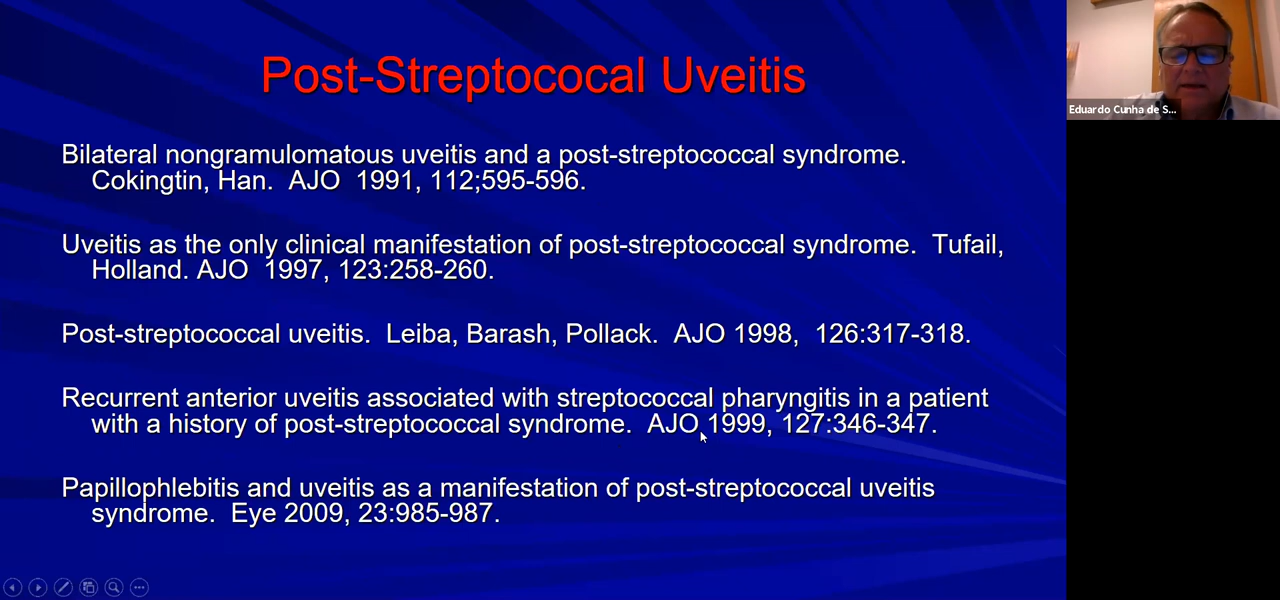 Post-Streptococal Uveitis
Bilateral nongramulomatous uveitis and a post-streptococcal syndrome.
Cokingtin, Han. AJO 1991, 112;595-596.
Uveitis as the only clinical manifestation of post-streptococcal syndrome. Tufail,
Holland. AJO 1997, 123:258-260.
Post-streptococcal uveitis. Leiba, Barash, Pollack. AJO 1998, 126:317-318.
Recurrent anterior uveitis associated with streptococcal pharyngitis in a patient
with a history of post-streptococcal syndrome. AJO 1999, 127:346-347.
Papillophlebitis and uveitis as a manifestation of post-streptococcal uveitis
syndrome. Eye 2009, 23:985-987.
Eduardo Cunha de S...